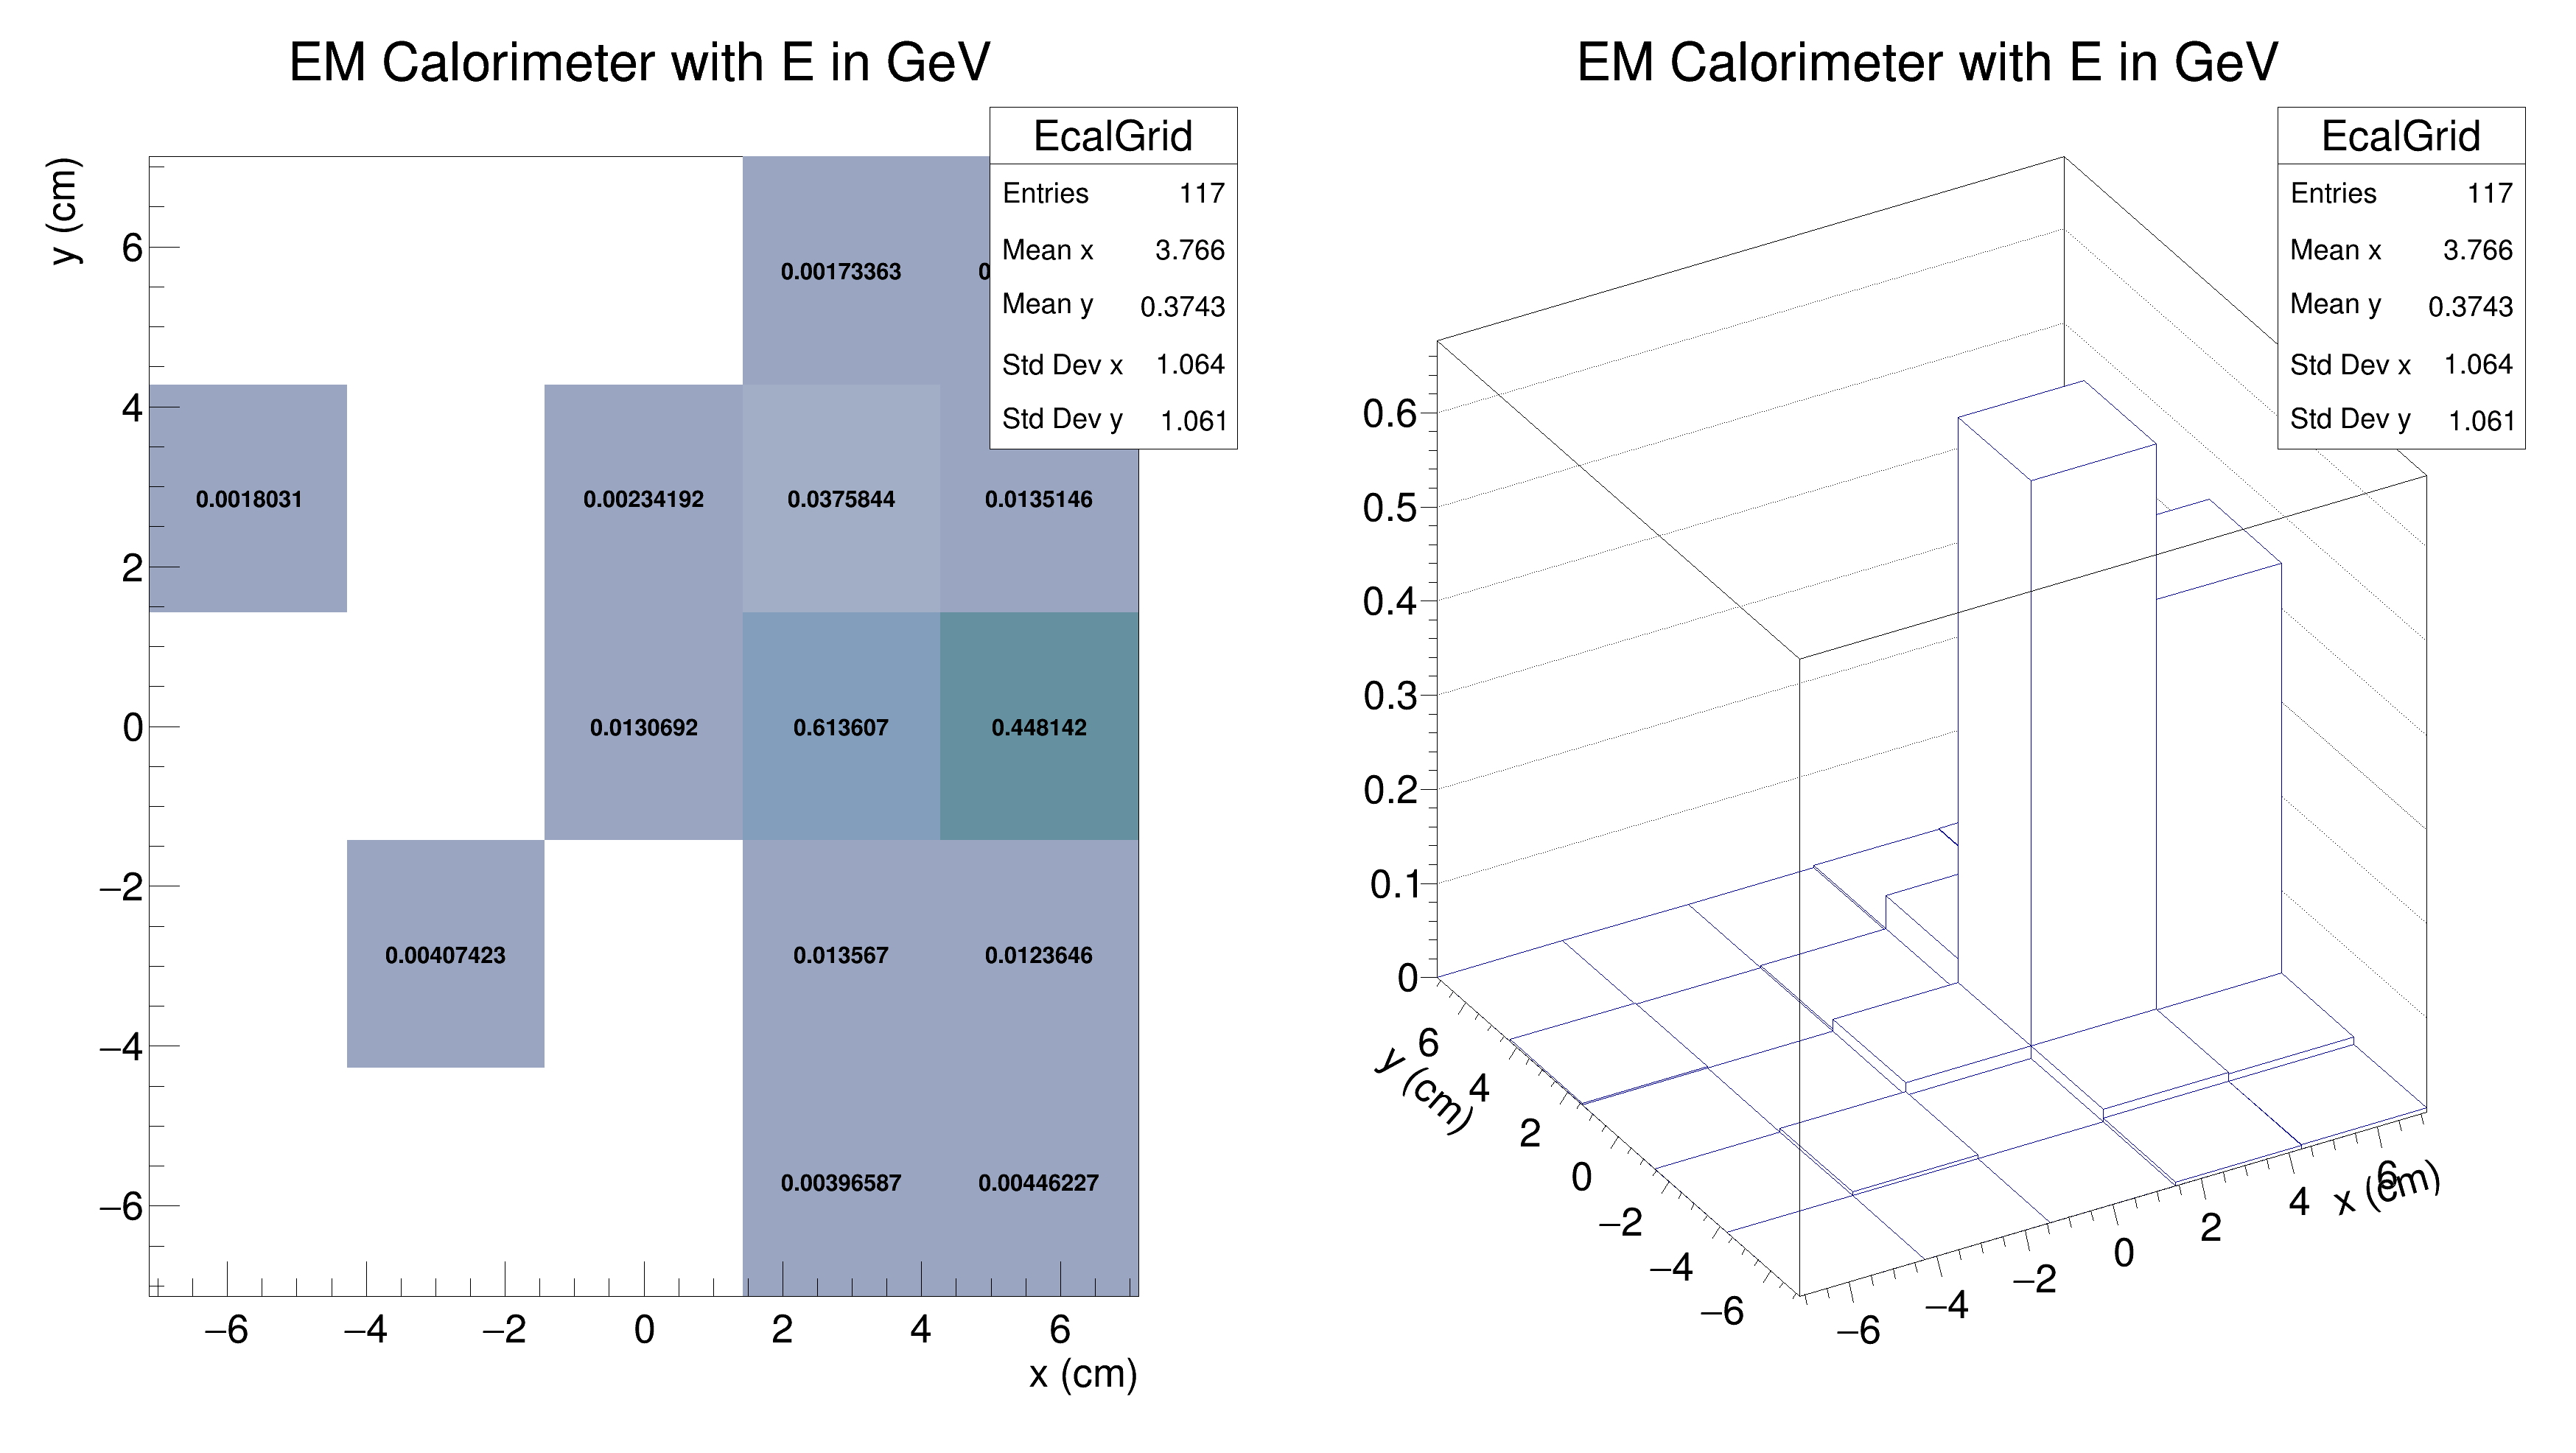 EM Calorimeter with E in GeV
EcalGrid
Entries 117
Mean x 3.766
Mean y 0.3743
Std Dev x 1.064
Std Dev y 1.061
y (cm)
6
4
2
0
−2
−4
−6
0.00173363
0.0018031 0.00234192 0.0375844 0.0135146
0.0130692 0.613607 0.448142
0.00407423 0.013567 0.0123646
0.00396587 0.00446227
−6 −4 −2 0 2 4 6
x (cm)
EM Calorimeter with E in GeV
EcalGrid
Entries 117
Mean x 3.766
Mean y 0.3743
Std Dev x 1.064
Std Dev y 1.061
0.6
0.5
0.4
0.3
0.2
0.1
0
y (cm)
6
4
2
0
−2
−4
−6
−6 −4 −2 0 2 4 6
x (cm)